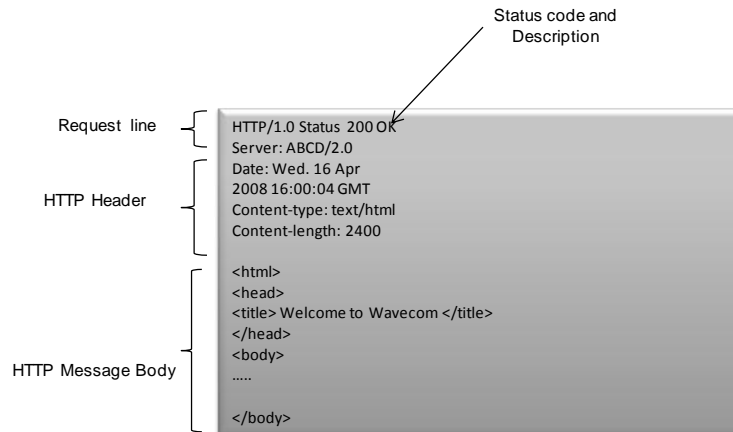 Status code and
Description
Request line
HTTP/1.0 Status 200 OK
Server: ABCD/2.0
HTTP Header
Date: Wed. 16 Apr
2008 16:00:04 GMT
Content-type: text/html
Content-length: 2400
HTTP Message Body
<html>
<head>
<title> Welcome to Wavecom </title>
</head>
<body>
.....
</body>